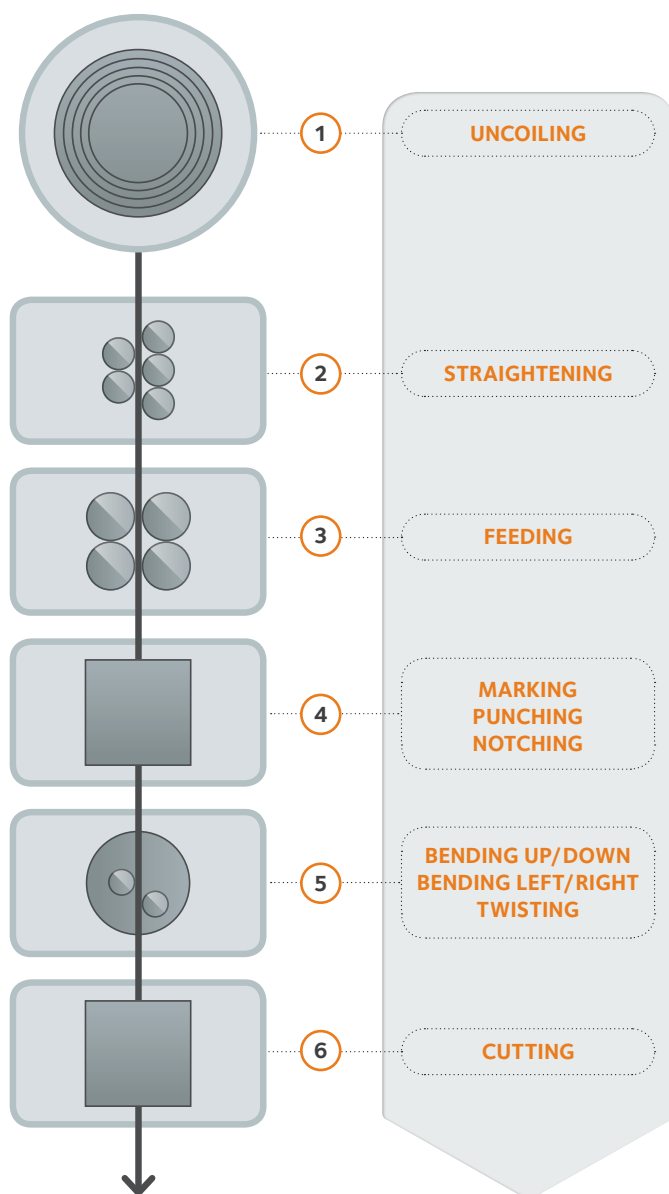 1
UNCOILING
2
STRAIGHTENING
3
FEEDING
4
MARKING
PUNCHING
NOTCHING
5
BENDING UP/DOWN
BENDING LEFT/RIGHT
TWISTING
6
CUTTING